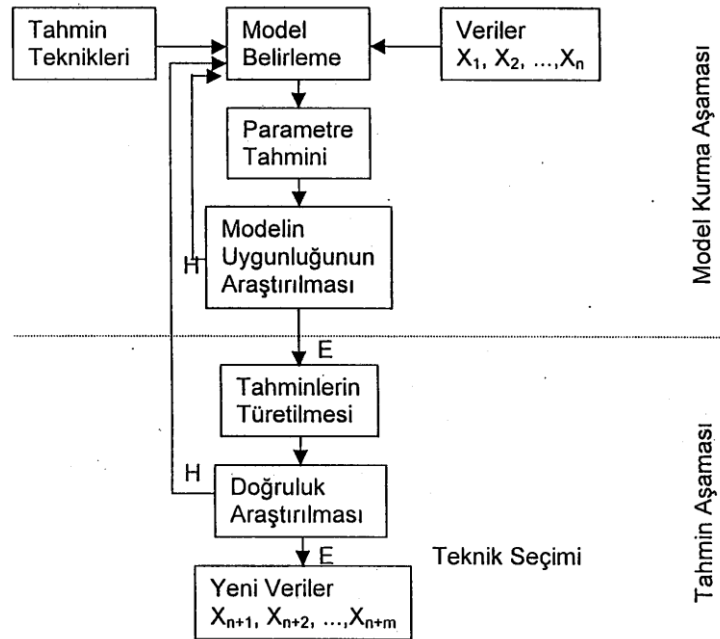 Tahmin
Teknikleri
Model
Belirleme
Veriler
X₁, X₂, ...,Xₙ
Parametre
Tahmini
Modelin
Uygunluğunun
Araştırılması
H
Model Kurma Aşaması
E
Tahminlerin
Türetilmesi
H
Doğruluk
Araştırılması
E
Teknik Seçimi
Yeni Veriler
Xₙ₊₁, Xₙ₊₂, ...,Xₙ₊ₘ
Tahmin Aşaması